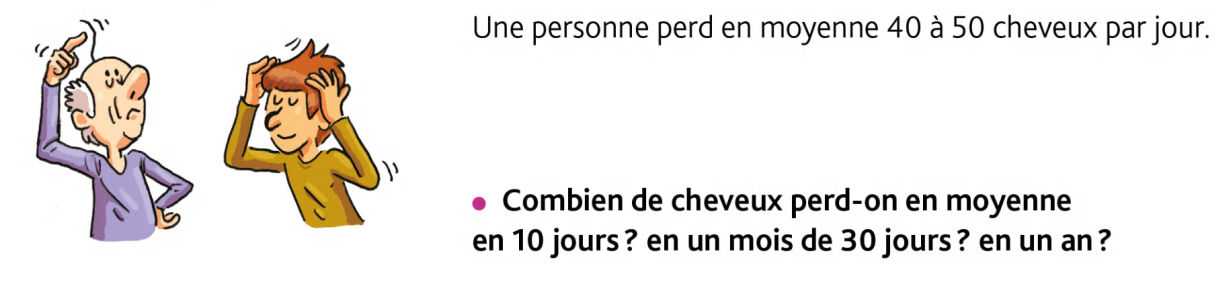 Une personne perd en moyenne 40 à 50 cheveux par jour.
● Combien de cheveux perd-on en moyenne
en 10 jours ? en un mois de 30 jours ? en un an ?